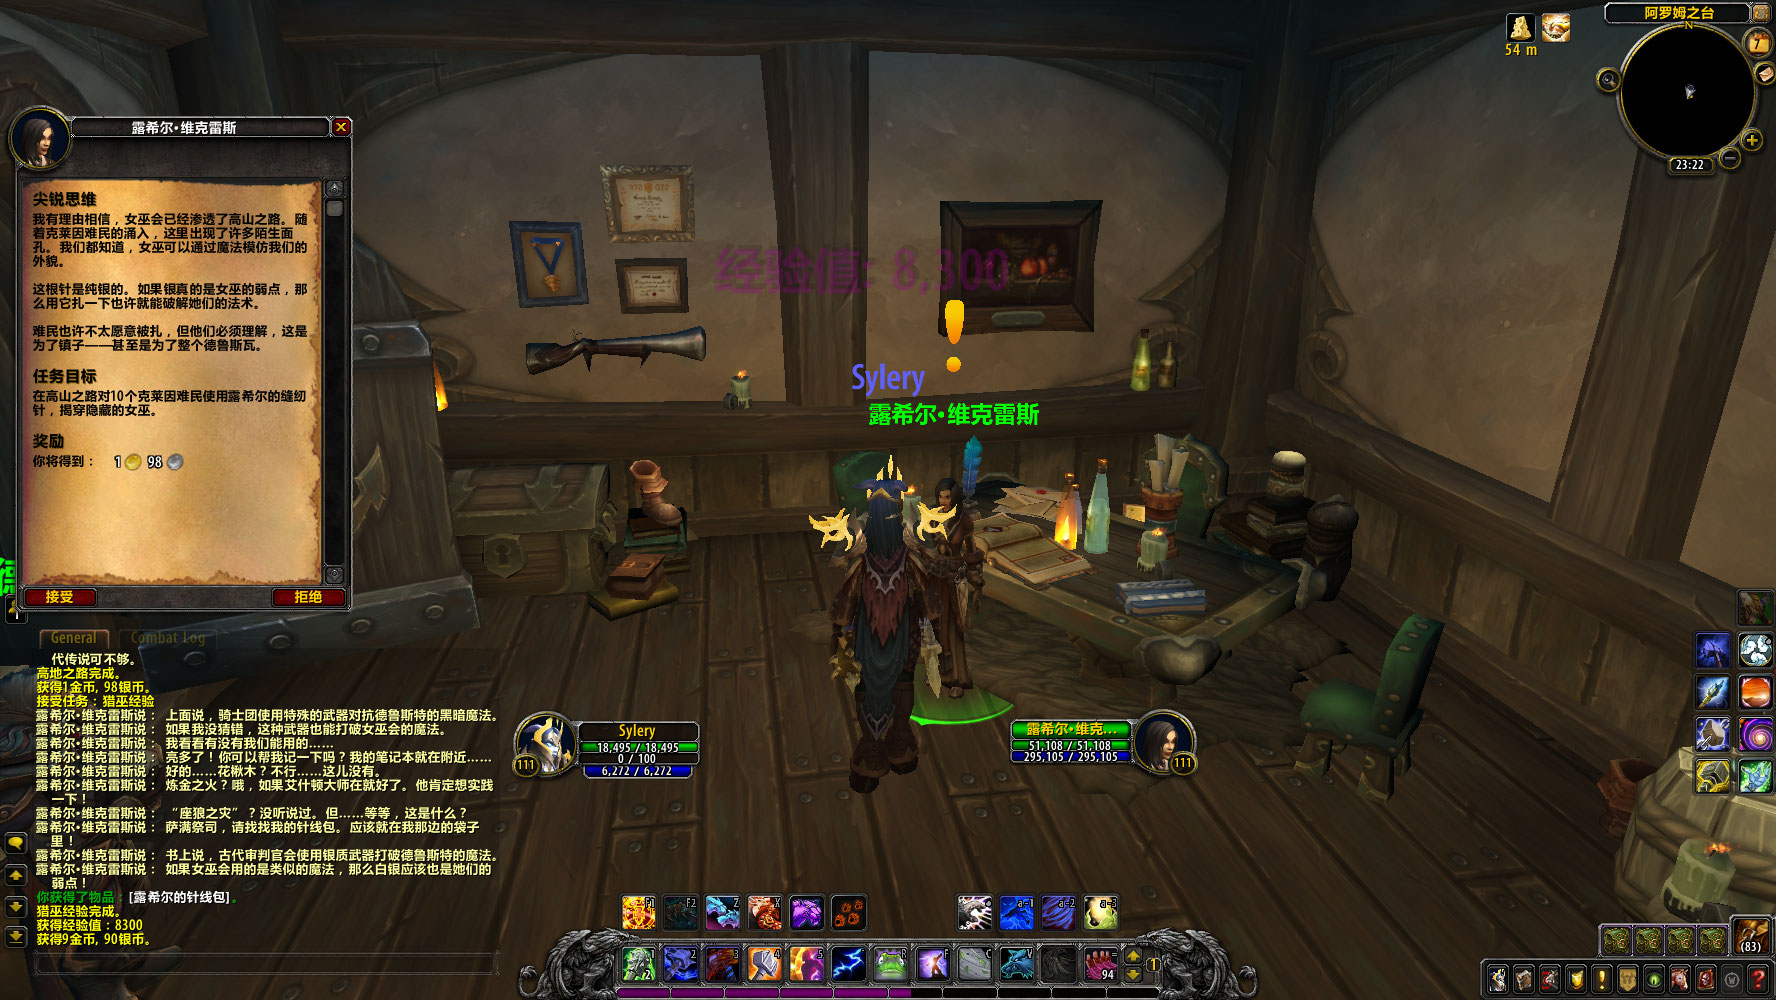 阿罗姆之台
N
54 m
7
23:22
露希尔·维克雷斯
尖锐思维
我有理由相信，女巫会已经渗透了高山之路。随
着克莱因难民的涌入，这里出现了许多陌生面
孔。我们都知道，女巫可以通过魔法模仿我们的
外貌。
这根针是纯银的。如果银真的是女巫的弱点，那
么用它扎一下也许就能破解她们的法术。
难民也许不太愿意被扎，但他们必须理解，这是
为了镇子——甚至是为了整个德鲁斯瓦。
任务目标
在高山之路对10个克莱因难民使用露希尔的缝纫
针，揭穿隐藏的女巫。
奖励
你将得到： 1 98
接受 拒绝
经验值: 8,300
Sylery
露希尔·维克雷斯
General Combat Log
代传说可不够。
高地之路完成。
获得1金币, 98银币。
接受任务：猎巫经验
露希尔·维克雷斯说： 上面说，骑士团使用特殊的武器对抗德鲁斯特的黑暗魔法。
露希尔·维克雷斯说： 如果我没猜错，这种武器也能打破女巫会的魔法。
露希尔·维克雷斯说： 我看看有没有我们能用的……
露希尔·维克雷斯说： 亮多了！你可以帮我记一下吗？我的笔记本就在附近……
露希尔·维克雷斯说： 好的……花楸木？不行……这儿没有。
露希尔·维克雷斯说： 炼金之火？哦，如果艾什顿大师在就好了。他肯定想实践
一下！
露希尔·维克雷斯说： “座狼之灾”？没听说过。但……等等，这是什么？
露希尔·维克雷斯说： 萨满祭司，请找找我的针线包。应该就在我那边的袋子
里！
露希尔·维克雷斯说： 书上说，古代审判官会使用银质武器打破德鲁斯特的魔法。
露希尔·维克雷斯说： 如果女巫会用的是类似的魔法，那么白银应该也是她们的
弱点！
你获得了物品：[露希尔的针线包]。
猎巫经验完成。
获得经验值：8300
获得9金币, 90银币。
Sylery
18,495 / 18,495
0 / 100
6,272 / 6,272
111
露希尔·维克…
51,108 / 51,108
295,105 / 295,105
111
F1 F2 Z X a-1 a-2 a-3
1 2 3 4 5 R F C V =
2 94 1
(83)